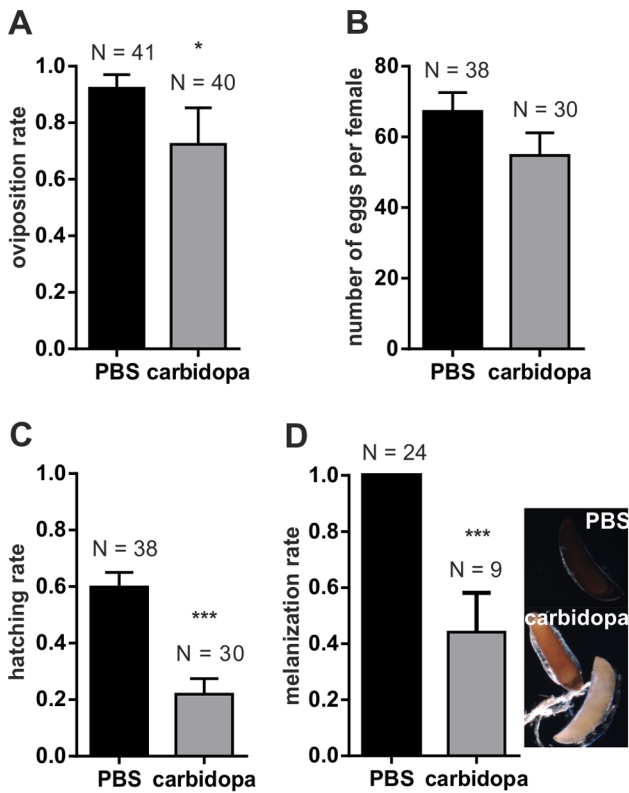 A
oviposition rate
1.0
0.8
0.6
0.4
0.2
0.0
N = 41
*
N = 40
PBS carbidopa
B
number of eggs per female
80
60
40
20
0
N = 38
N = 30
PBS carbidopa
C
hatching rate
1.0
0.8
0.6
0.4
0.2
0.0
N = 38
***
N = 30
PBS carbidopa
D
melanization rate
1.0
0.8
0.6
0.4
0.2
0.0
N = 24
***
N = 9
PBS carbidopa
PBS
carbidopa